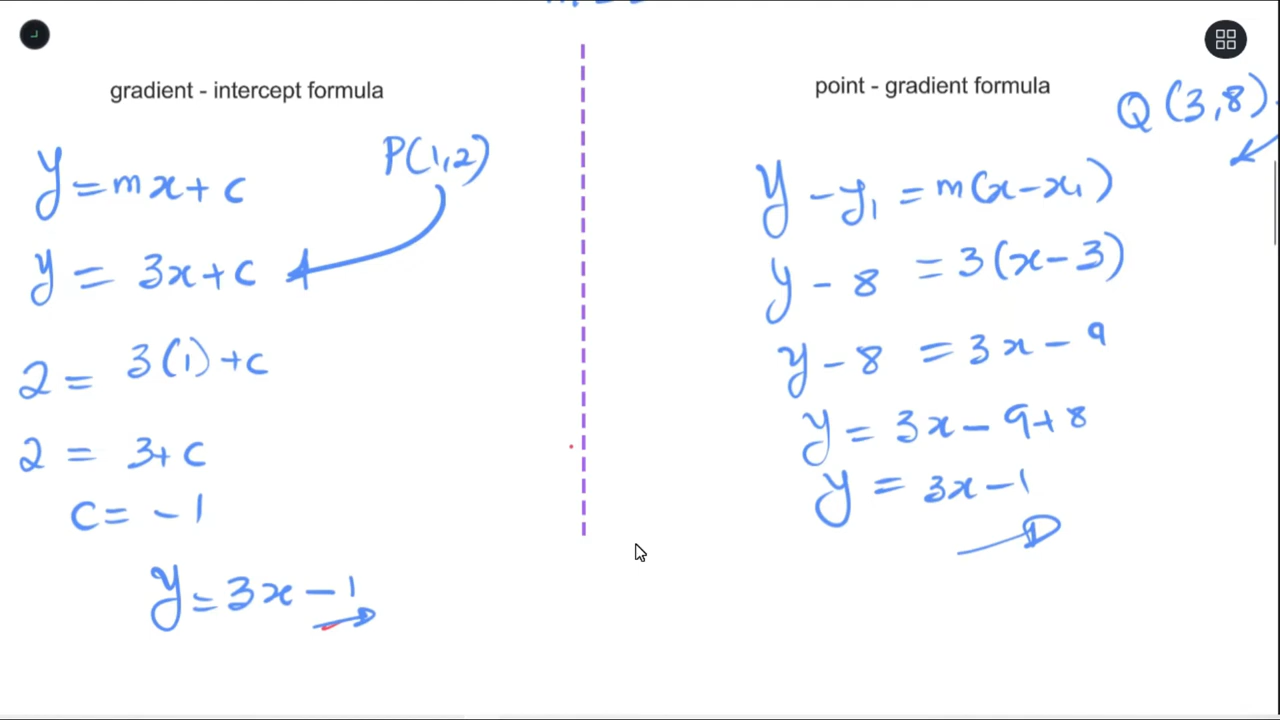 gradient - intercept formula
y = mx + c
P(1,2)
y = 3x + c
2 = 3(1) + c
2 = 3 + c
c = -1
y = 3x - 1
point - gradient formula
Q (3,8)
y - y₁ = m(x - x₁)
y - 8 = 3(x - 3)
y - 8 = 3x - 9
y = 3x - 9 + 8
y = 3x - 1